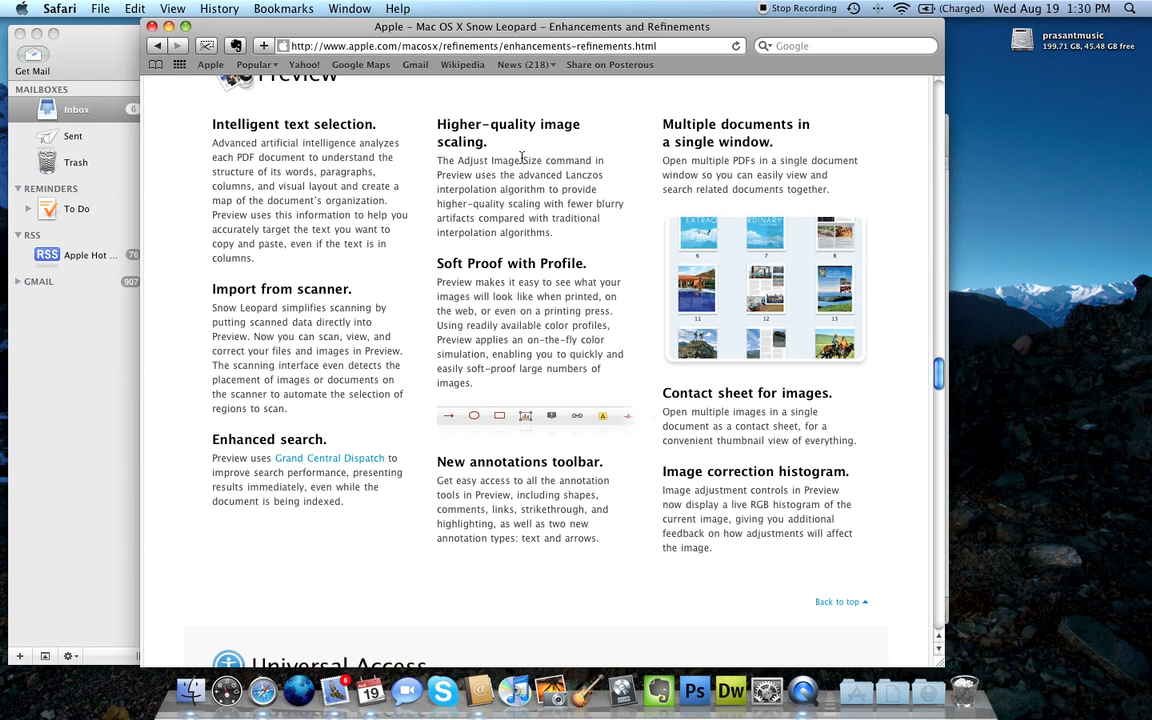 Safari File Edit View History Bookmarks Window Help
Stop Recording (Charged) Wed Aug 19 1:30 PM
Apple – Mac OS X Snow Leopard – Enhancements and Refinements
http://www.apple.com/macosx/refinements/enhancements-refinements.html
Google
Apple Popular Yahoo! Google Maps Gmail Wikipedia News (218) Share on Posterous
prasantmusic
199.71 GB, 45.48 GB free
Get Mail
MAILBOXES
Inbox 6
Sent
Trash
REMINDERS
To Do
RSS
RSS Apple Hot ... 76
GMAIL 907
Preview
Intelligent text selection.
Advanced artificial intelligence analyzes
each PDF document to understand the
structure of its words, paragraphs,
columns, and visual layout and create a
map of the document's organization.
Preview uses this information to help you
accurately target the text you want to
copy and paste, even if the text is in
columns.
Import from scanner.
Snow Leopard simplifies scanning by
putting scanned data directly into
Preview. Now you can scan, view, and
correct your files and images in Preview.
The scanning interface even detects the
placement of images or documents on
the scanner to automate the selection of
regions to scan.
Enhanced search.
Preview uses Grand Central Dispatch to
improve search performance, presenting
results immediately, even while the
document is being indexed.
Higher-quality image
scaling.
The Adjust Image Size command in
Preview uses the advanced Lanczos
interpolation algorithm to provide
higher-quality scaling with fewer blurry
artifacts compared with traditional
interpolation algorithms.
Soft Proof with Profile.
Preview makes it easy to see what your
images will look like when printed, on
the web, or even on a printing press.
Using readily available color profiles,
Preview applies an on-the-fly color
simulation, enabling you to quickly and
easily soft-proof large numbers of
images.
New annotations toolbar.
Get easy access to all the annotation
tools in Preview, including shapes,
comments, links, strikethrough, and
highlighting, as well as two new
annotation types: text and arrows.
Multiple documents in
a single window.
Open multiple PDFs in a single document
window so you can easily view and
search related documents together.
EXTRAO RDINARY
6 7 8
11 12 13
Contact sheet for images.
Open multiple images in a single
document as a contact sheet, for a
convenient thumbnail view of everything.
Image correction histogram.
Image adjustment controls in Preview
now display a live RGB histogram of the
current image, giving you additional
feedback on how adjustments will affect
the image.
Back to top
Universal Access
6
19
Ps Dw